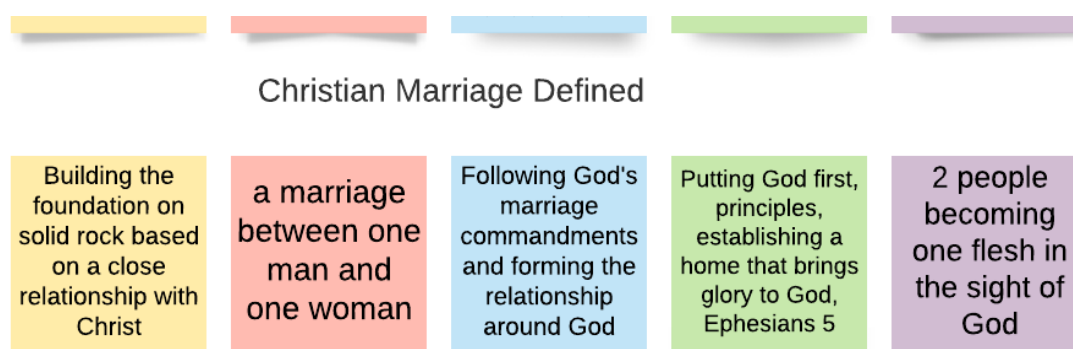 Christian Marriage Defined
Building the
foundation on
solid rock based
on a close
relationship with
Christ
a marriage
between one
man and
one woman
Following God's
marriage
commandments
and forming the
relationship
around God
Putting God first,
principles,
establishing a
home that brings
glory to God,
Ephesians 5
2 people
becoming
one flesh in
the sight of
God